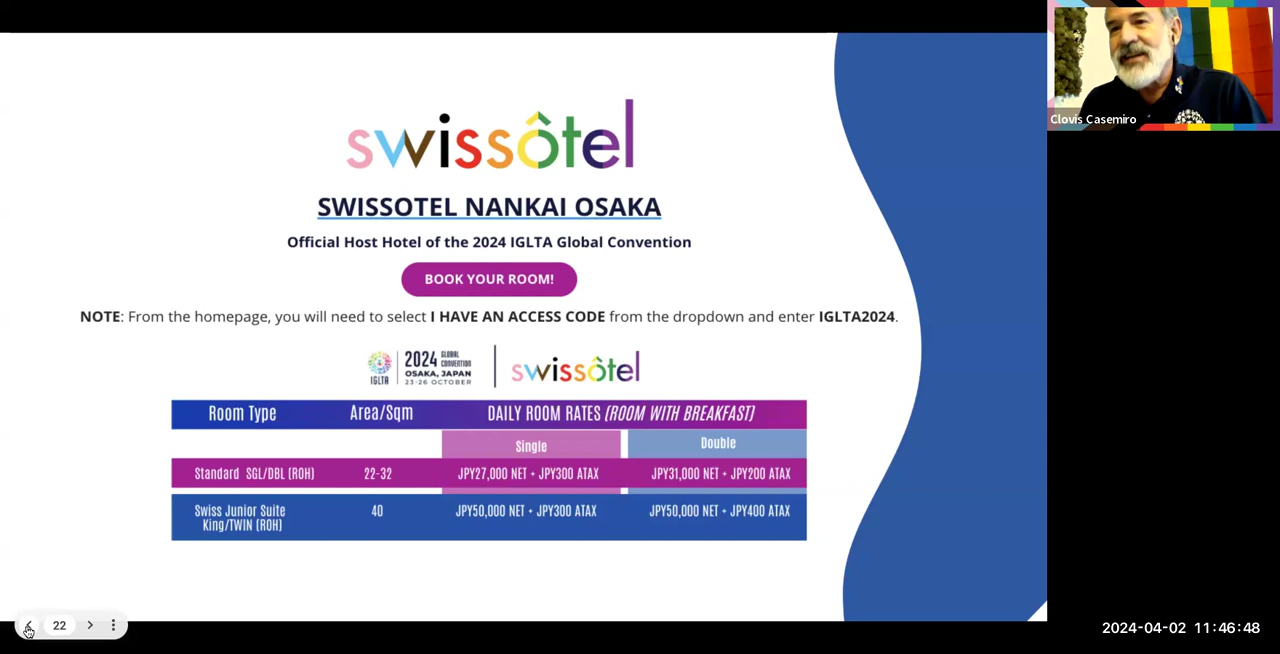 Clovis Casemiro
swissôtel
SWISSOTEL NANKAI OSAKA
Official Host Hotel of the 2024 IGLTA Global Convention
BOOK YOUR ROOM!
NOTE: From the homepage, you will need to select I HAVE AN ACCESS CODE from the dropdown and enter IGLTA2024.
IGLTA
2024 GLOBAL CONVENTION
OSAKA, JAPAN
23-26 OCTOBER
swissôtel
Room Type Area/Sqm DAILY ROOM RATES (ROOM WITH BREAKFAST)
Single Double
Standard SGL/DBL (ROH) 22-32 JPY27,000 NET + JPY300 ATAX JPY31,000 NET + JPY200 ATAX
Swiss Junior Suite 40 JPY50,000 NET + JPY300 ATAX JPY50,000 NET + JPY400 ATAX
King/TWIN (ROH)
22
2024-04-02 11:46:48